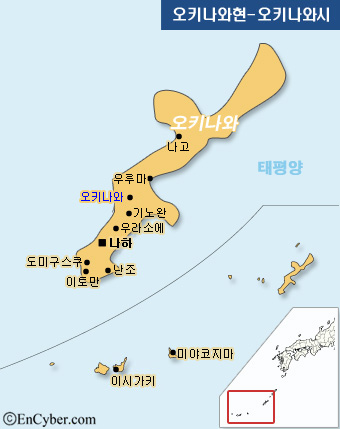 오키나와현-오키나와시
오키나와
나고
태평양
우루마
오키나와
기노완
우라소에
나하
도미구스쿠
난조
이토만
미야코지마
이시가키
©EnCyber.com